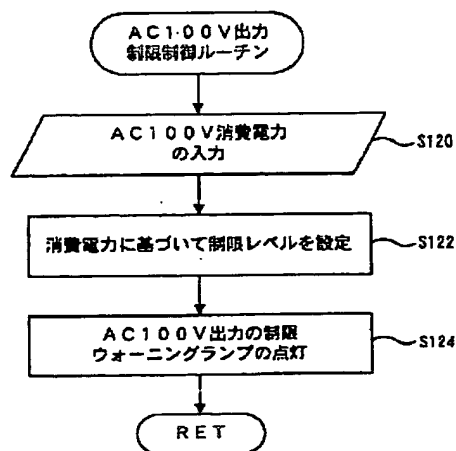 AC100V出力
制限制御ルーチン
AC100V消費電力
の入力
S120
消費電力に基づいて制限レベルを設定
S122
AC100V出力の制限
ウォーニングランプの点灯
S124
RET